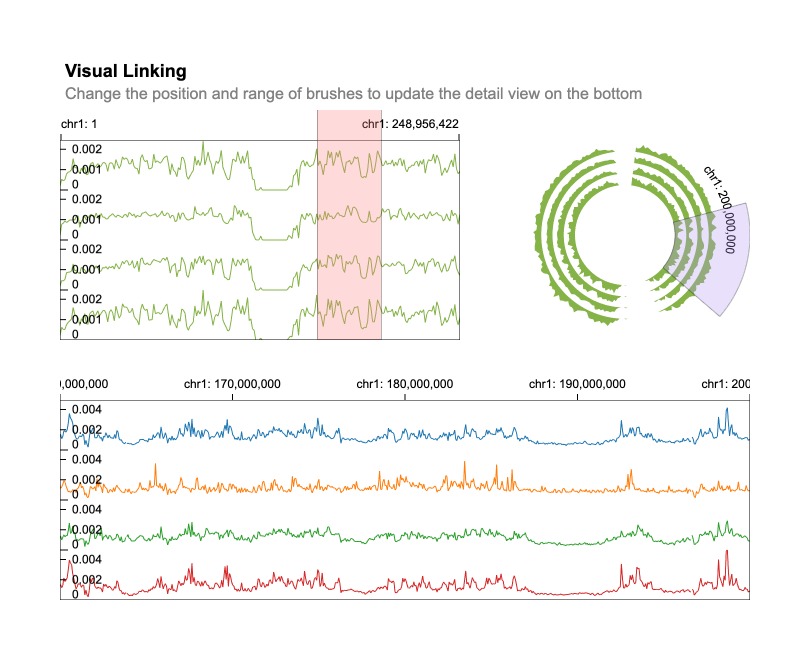 Visual Linking
Change the position and range of brushes to update the detail view on the bottom
chr1: 1
chr1: 248,956,422
0.002
0.001
0
0.002
0.001
0
0.002
0.001
0
0.002
0.001
0
chr1: 200,000,000
0,000,000
chr1: 170,000,000
chr1: 180,000,000
chr1: 190,000,000
chr1: 200
0.004
0.002
0
0.004
0.002
0
0.004
0.002
0
0.004
0.002
0